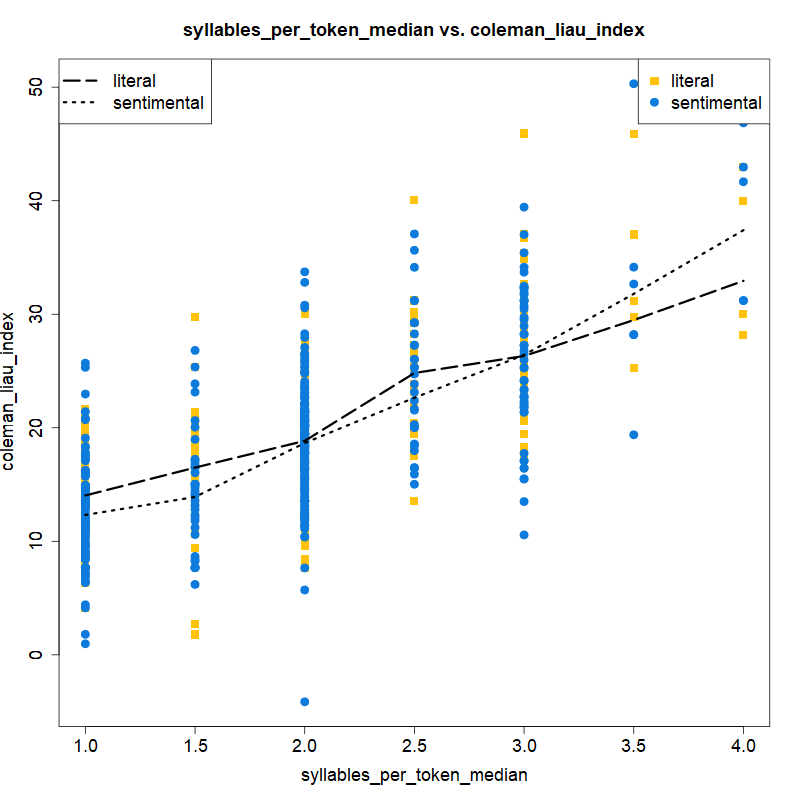 syllables_per_token_median vs. coleman_liau_index
literal
sentimental
literal
sentimental
50
40
30
20
10
0
coleman_liau_index
1.0 1.5 2.0 2.5 3.0 3.5 4.0
syllables_per_token_median